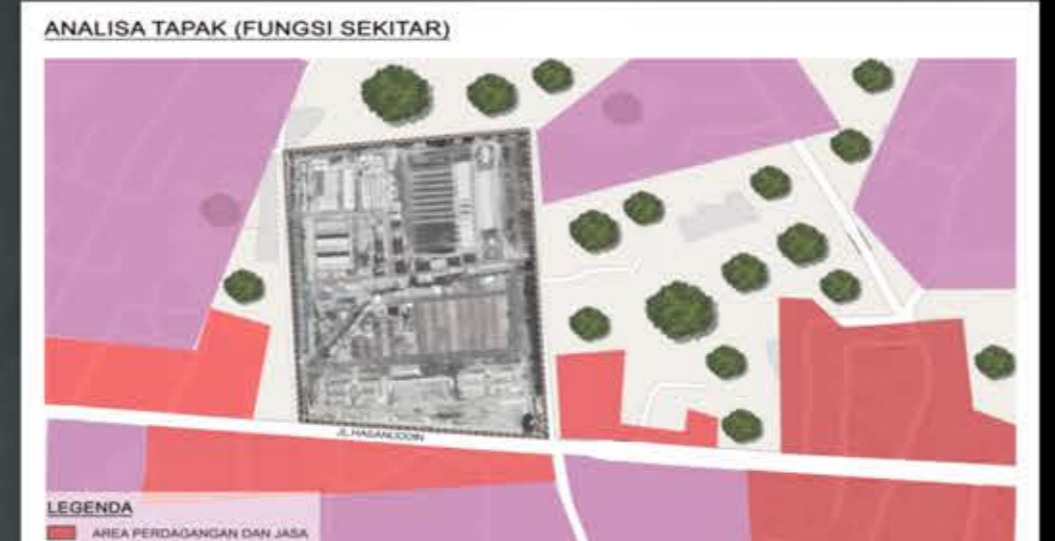 ANALISA TAPAK (FUNGSI SEKITAR)
JL.HASANUDDIN
LEGENDA
AREA PERDAGANGAN DAN JASA